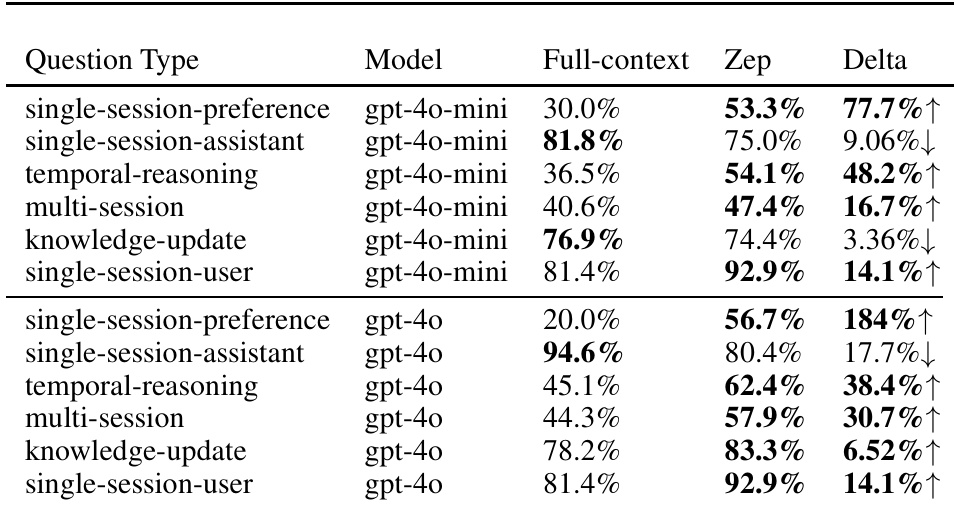 Question Type Model Full-context Zep Delta
single-session-preference gpt-4o-mini 30.0% 53.3% 77.7%↑
single-session-assistant gpt-4o-mini 81.8% 75.0% 9.06%↓
temporal-reasoning gpt-4o-mini 36.5% 54.1% 48.2%↑
multi-session gpt-4o-mini 40.6% 47.4% 16.7%↑
knowledge-update gpt-4o-mini 76.9% 74.4% 3.36%↓
single-session-user gpt-4o-mini 81.4% 92.9% 14.1%↑
single-session-preference gpt-4o 20.0% 56.7% 184%↑
single-session-assistant gpt-4o 94.6% 80.4% 17.7%↓
temporal-reasoning gpt-4o 45.1% 62.4% 38.4%↑
multi-session gpt-4o 44.3% 57.9% 30.7%↑
knowledge-update gpt-4o 78.2% 83.3% 6.52%↑
single-session-user gpt-4o 81.4% 92.9% 14.1%↑